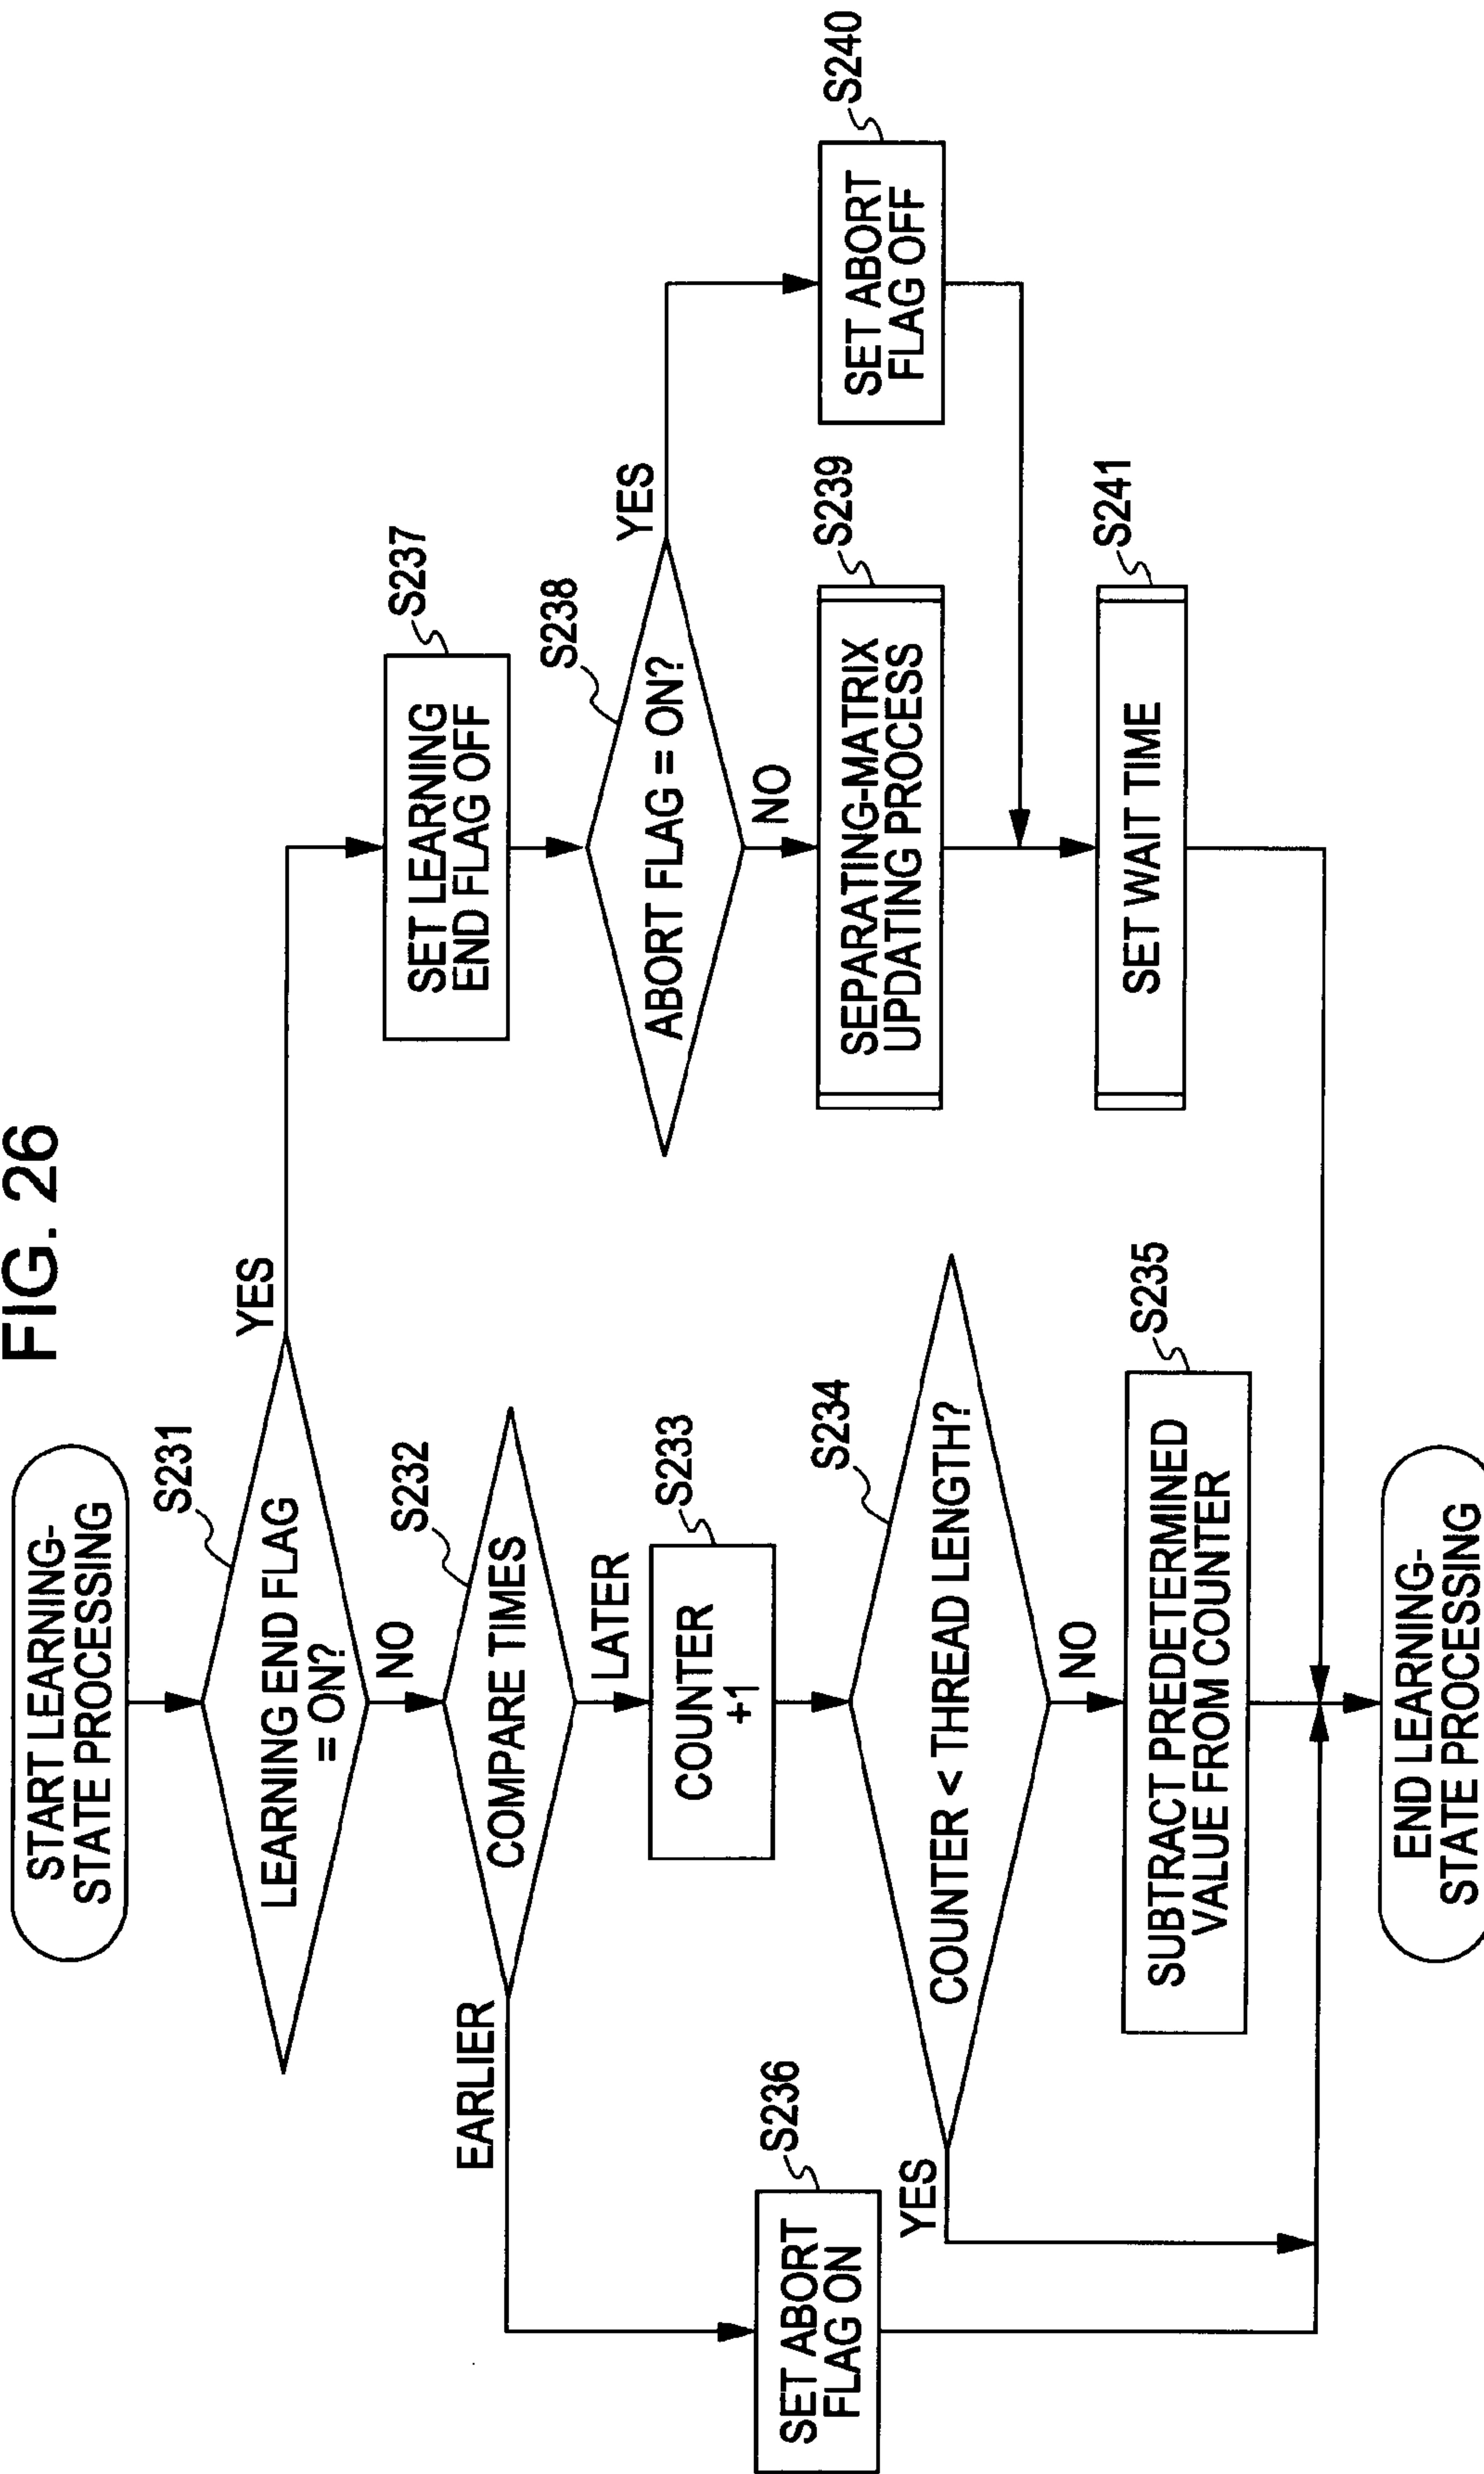 FIG. 26
START LEARNING-
STATE PROCESSING
S231
LEARNING END FLAG
= ON?
YES
NO
S232
COMPARE TIMES
EARLIER
LATER
S233
COUNTER
+1
S234
COUNTER < THREAD LENGTH?
YES
NO
S235
SUBTRACT PREDETERMINED
VALUE FROM COUNTER
S236
SET ABORT
FLAG ON
S237
SET LEARNING
END FLAG OFF
S238
ABORT FLAG = ON?
YES
NO
S239
SEPARATING-MATRIX
UPDATING PROCESS
S240
SET ABORT
FLAG OFF
S241
SET WAIT TIME
END LEARNING-
STATE PROCESSING